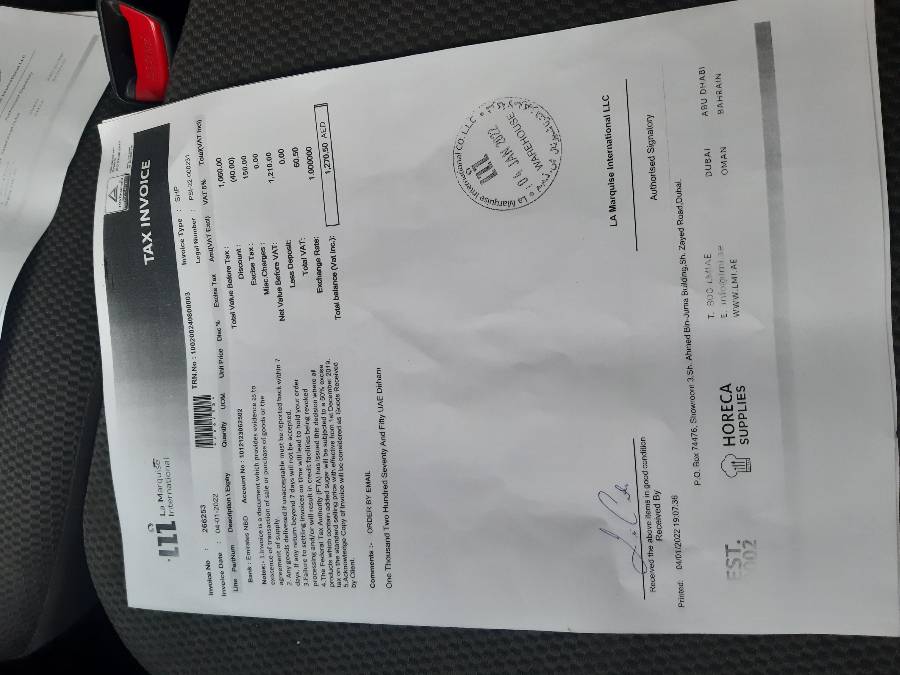 La Marquise
International
TAX INVOICE
Invoice No : 266253
TRN.No : 100200240600003
Invoice Type : SHP
Invoice Date : 04-01-2022
Legal Number :
Line PartNum Description \ Expiry Quantity UOM. Unit Price Disc % Excise Tax Amt(VAT Excl) VAT 5% Total(VAT Incl)
Bank : Emirates NBD Account No :
Total Value Before Tax : 1,060.00
Discount : (40.00)
Misc. Charges : 150.00
Excise Tax : 0.00
Net Value Before VAT: 1,210.00
Less Deposit: 0.00
Total VAT: 60.50
Exchange Rate: 1.000000
Total balance (Vat Inc.): 1,270.50 AED
Notes:- 1.Invoice is a document which provides evidence as to
existence of transaction of sale or purchase of goods or the
agreement of supply.
2. Any goods delivered if unacceptable must be reported back within 7
days. If any return beyond 7 days will not be accepted.
3.Failure to settling invoices on time will lead to hold your order
processing and/or will result in credit facilities being revoked
4.The Federal Tax Authority (FTA) has issued the decision where all
products which contain added sugar will be subjected to a 50% excise
tax on the standard selling price with effective from 1st December 2019.
5.Acknowledge Copy of Invoice will be considered as Goods Received
by Client.
Comments :- ORDER BY EMAIL
One Thousand Two Hundred Seventy And Fifty UAE Dirham
La Marquise International CO. LLC
JAN 2022
WAREHOUSE
LA Marquise International LLC
Received the above items in good condition
Received By
Authorised Signatory
Printed: 04/01/2022 19:07:36
P.O. Box 74476, Showroom 3,Sh. Ahmed Bin Juma Building,Sh. Zayed Road,Dubai.
EST.
HORECA
SUPPLIES
T. 800 LMIAE
WWW.LMI.AE
DUBAI ABU DHABI
OMAN BAHRAIN